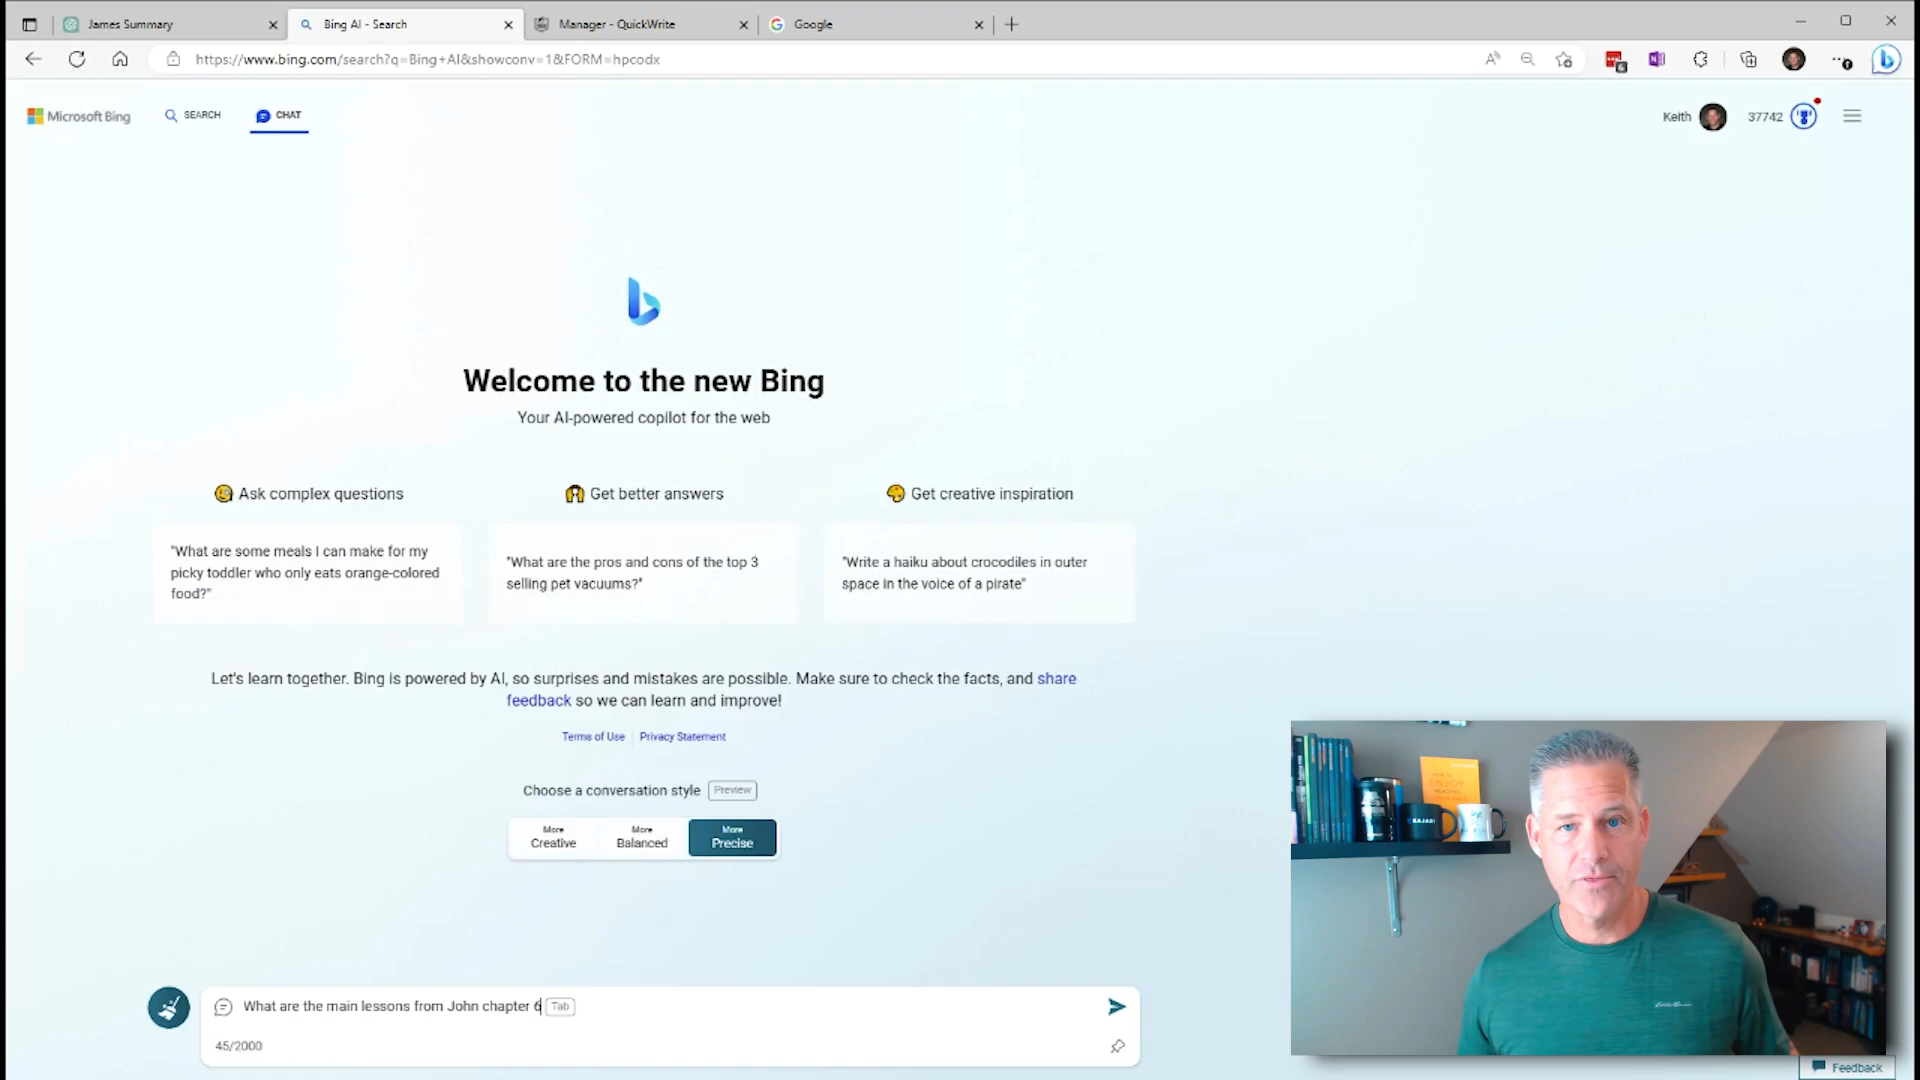 James Summary
Bing AI - Search
Manager - QuickWrite
Google
https://www.bing.com/search?q=Bing+AI&showconv=1&FORM=hpcodx
Microsoft Bing
SEARCH
CHAT
Keith
37742
Welcome to the new Bing
Your AI-powered copilot for the web
Ask complex questions
Get better answers
Get creative inspiration
"What are some meals I can make for my
picky toddler who only eats orange-colored
food?"
"What are the pros and cons of the top 3
selling pet vacuums?"
"Write a haiku about crocodiles in outer
space in the voice of a pirate"
Let's learn together. Bing is powered by AI, so surprises and mistakes are possible. Make sure to check the facts, and share
feedback so we can learn and improve!
Terms of Use
Privacy Statement
Choose a conversation style
Preview
More
Creative
More
Balanced
More
Precise
What are the main lessons from John chapter 6
Tab
45/2000
ENJOY
KAJABI
Feedback